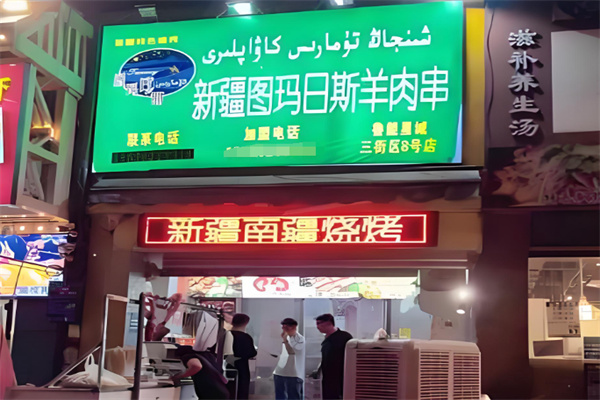 شىنجاڭ تۇمارىس كاۋاپلىرى
新疆图玛日斯羊肉串
联系电话
加盟电话
鲁能星城
三街区8号店
新疆南疆烧烤
滋补养生汤